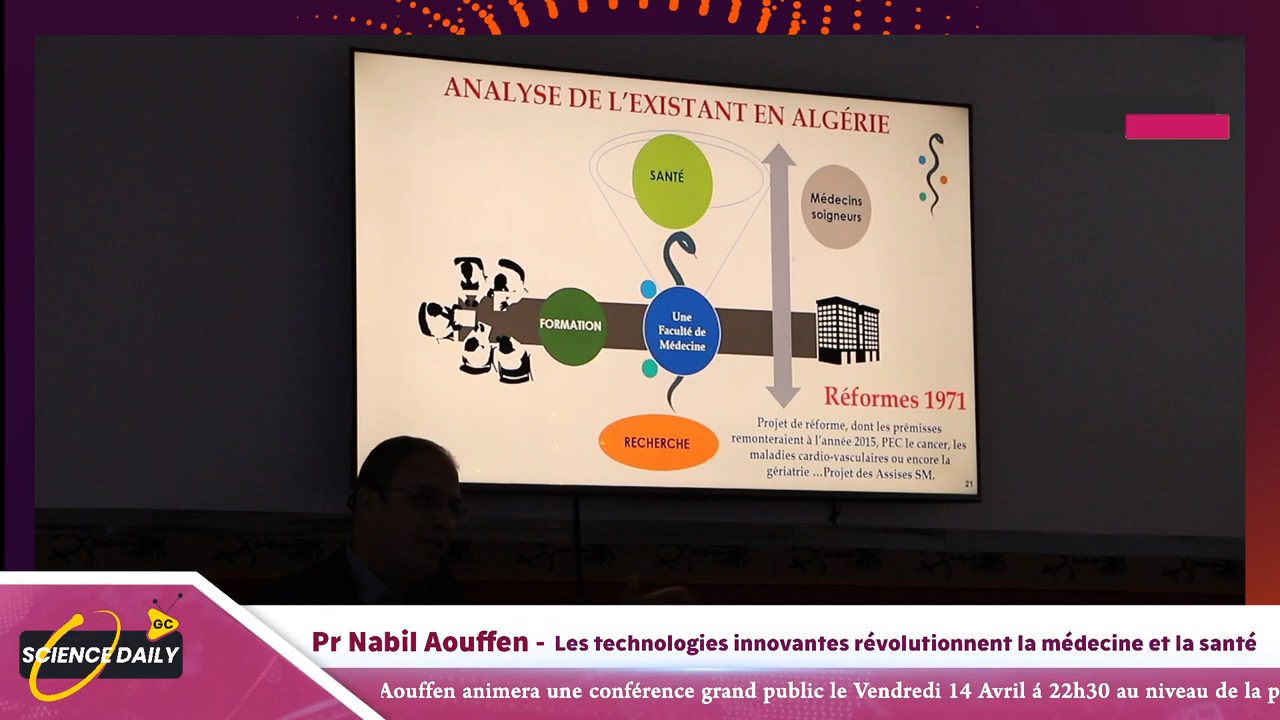 ANALYSE DE L'EXISTANT EN ALGÉRIE
SANTÉ
Médecins
soigneurs
FORMATION
Une
Faculté de
Médecine
RECHERCHE
Réformes 1971
Projet de réforme, dont les prémisses
remonteraient à l'année 2015, PEC le cancer, les
maladies cardio-vasculaires ou encore la
gériatrie ...Projet des Assises SM.
21
GC
SCIENCE DAILY
Pr Nabil Aouffen - Les technologies innovantes révolutionnent la médecine et la santé
Aouffen animera une conférence grand public le Vendredi 14 Avril á 22h30 au niveau de la p